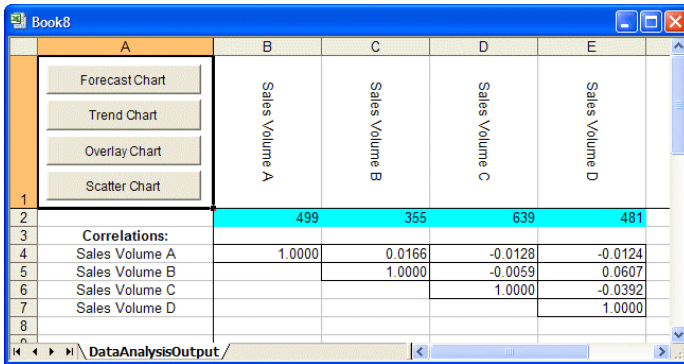 Book8
A B C D E
Forecast Chart
Trend Chart
Overlay Chart
Scatter Chart
Sales Volume A
Sales Volume B
Sales Volume C
Sales Volume D
1
2 499 355 639 481
3 Correlations:
4 Sales Volume A 1.0000 0.0166 -0.0128 -0.0124
5 Sales Volume B 1.0000 -0.0059 0.0607
6 Sales Volume C 1.0000 -0.0392
7 Sales Volume D 1.0000
8
DataAnalysisOutput